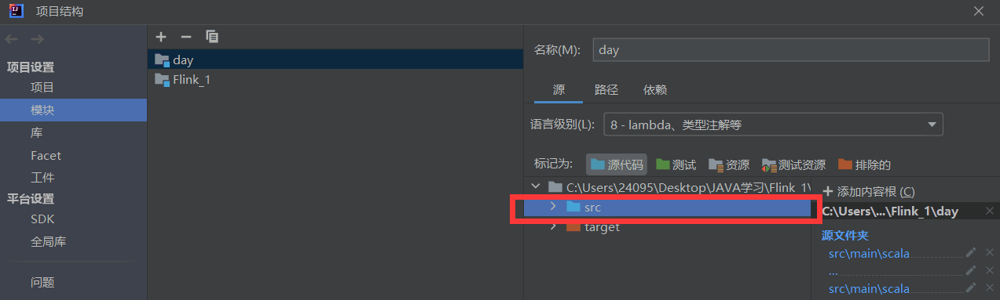 项目结构
项目设置
项目
模块
库
Facet
工件
平台设置
SDK
全局库
问题
day
Flink_1
名称(M): day
源 路径 依赖
语言级别(L): 8 - lambda、类型注解等
标记为: 源代码 测试 资源 测试资源 排除的
C:\Users\24095\Desktop\JAVA学习\Flink_1\
src
target
添加内容根 (C)
C:\Users\...\Flink_1\day
源文件夹
src\main\scala
...
src\main\scala